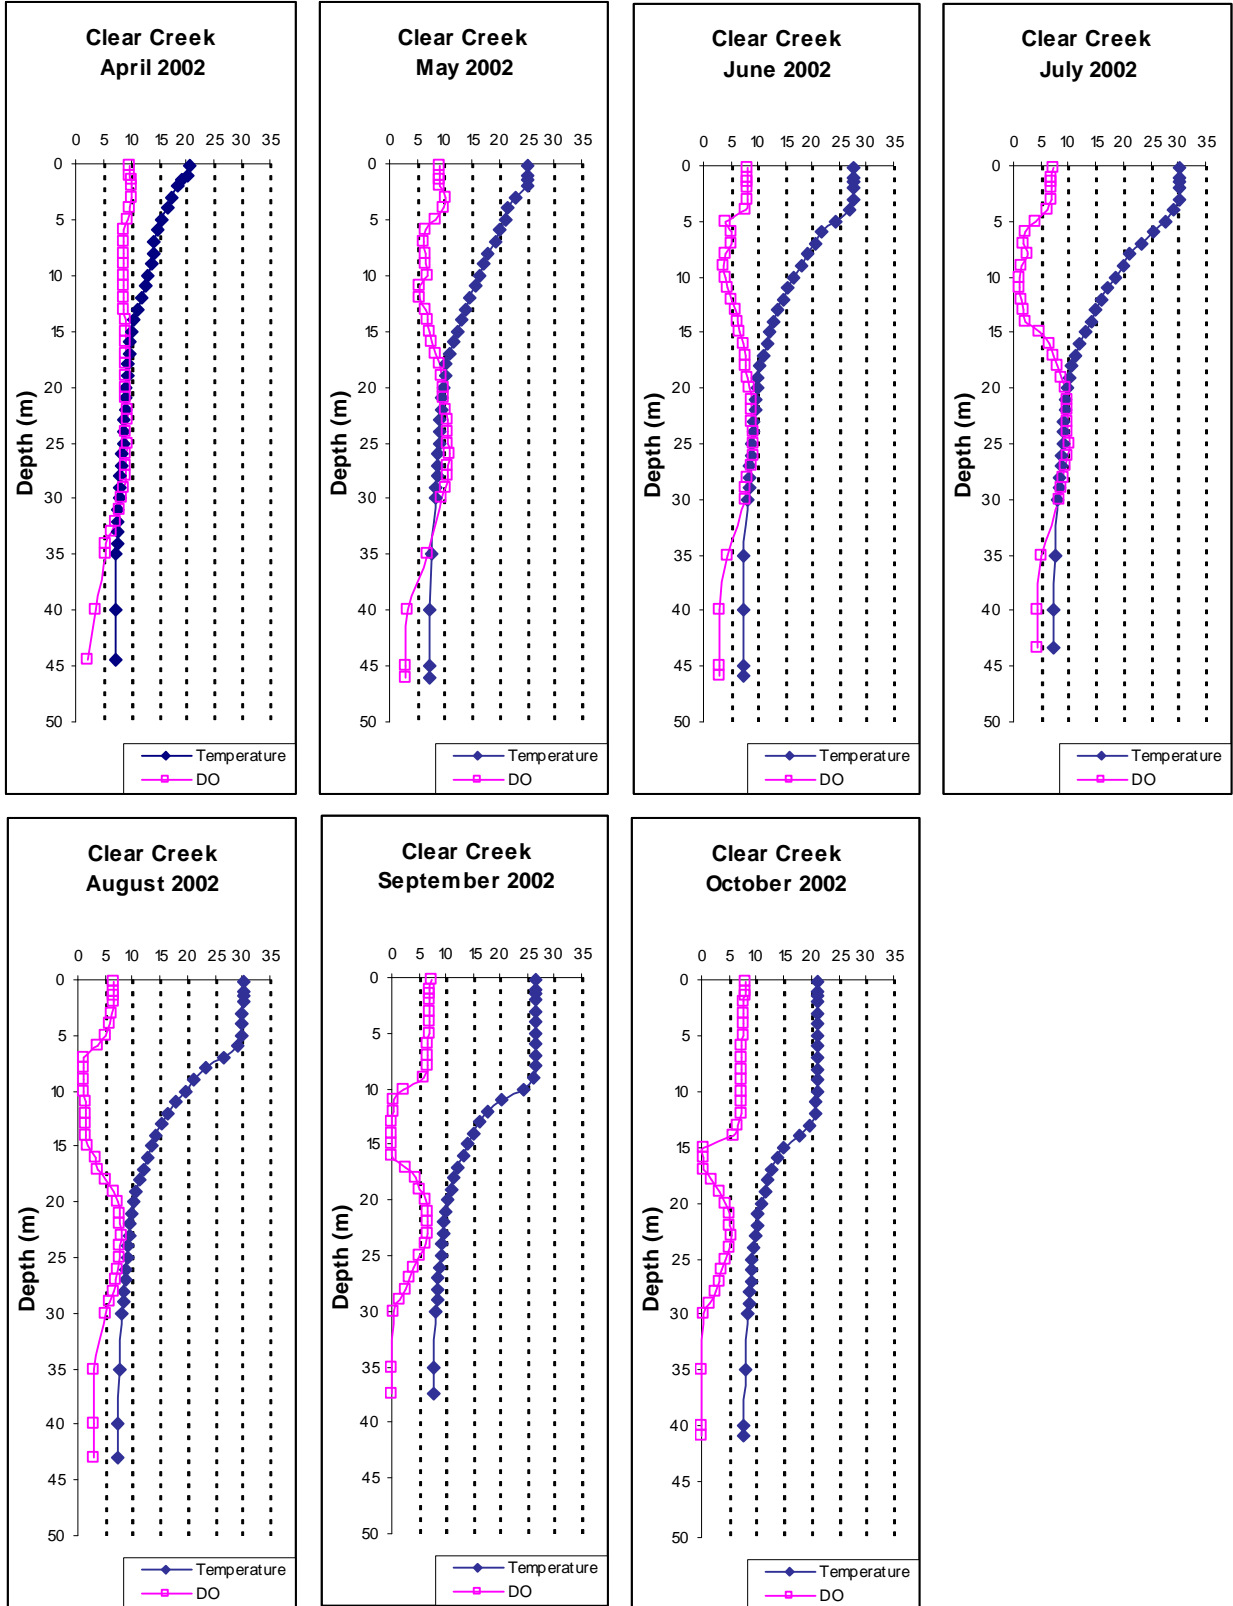 Clear Creek
April 2002
0 5 10 15 20 25 30 35
0
5
10
15
20
25
30
35
40
45
50
Depth (m)
Temperature
DO
Clear Creek
May 2002
0 5 10 15 20 25 30 35
0
5
10
15
20
25
30
35
40
45
50
Depth (m)
Temperature
DO
Clear Creek
June 2002
0 5 10 15 20 25 30 35
0
5
10
15
20
25
30
35
40
45
50
Depth (m)
Temperature
DO
Clear Creek
July 2002
0 5 10 15 20 25 30 35
0
5
10
15
20
25
30
35
40
45
50
Depth (m)
Temperature
DO
Clear Creek
August 2002
0 5 10 15 20 25 30 35
0
5
10
15
20
25
30
35
40
45
50
Depth (m)
Temperature
DO
Clear Creek
September 2002
0 5 10 15 20 25 30 35
0
5
10
15
20
25
30
35
40
45
50
Depth (m)
Temperature
DO
Clear Creek
October 2002
0 5 10 15 20 25 30 35
0
5
10
15
20
25
30
35
40
45
50
Depth (m)
Temperature
DO